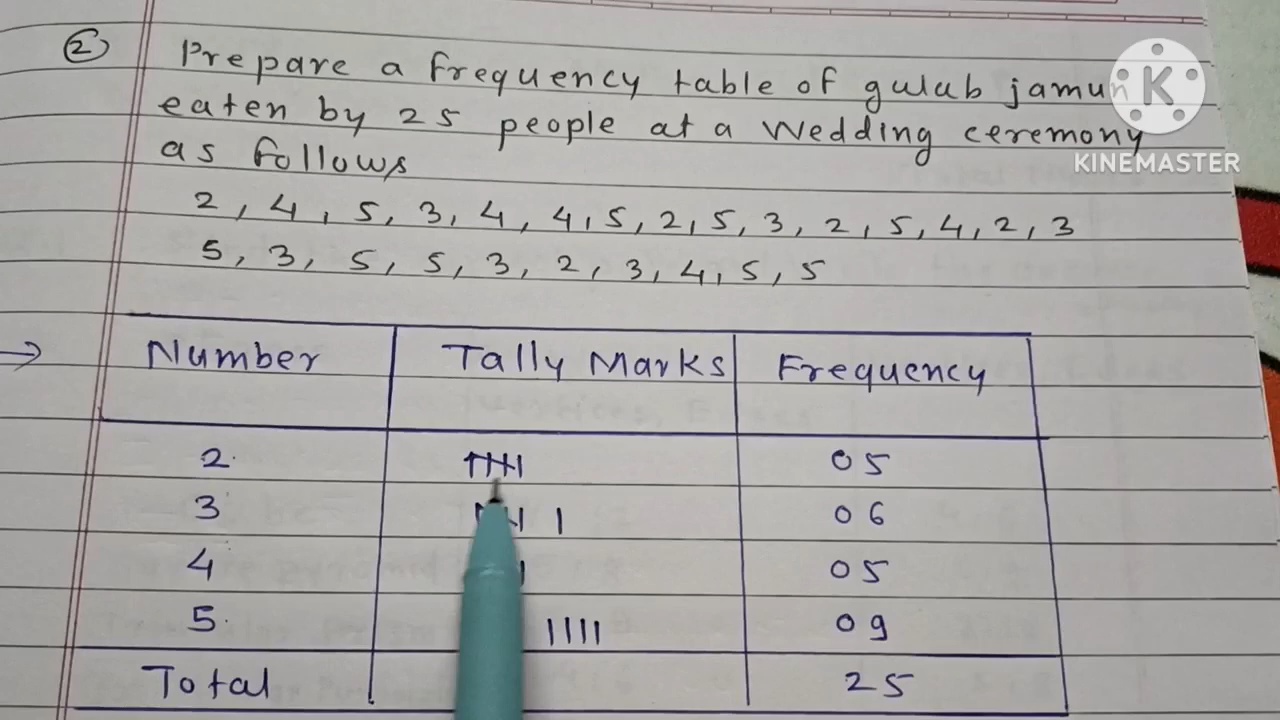 ② Prepare a frequency table of gulab jamun
eaten by 25 people at a wedding ceremony
as follows
2, 4, 5, 3, 4, 4, 5, 2, 5, 3, 2, 5, 4, 2, 3
5, 3, 5, 5, 3, 2, 3, 4, 5, 5
→ Number Tally Marks Frequency
2 05
3 06
4 05
5 09
Total 25
K
KINEMASTER